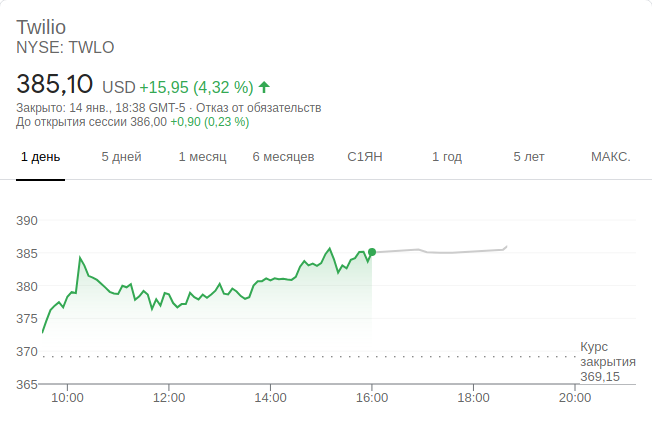 Twilio
NYSE: TWLO
385,10 USD +15,95 (4,32 %)
Закрыто: 14 янв., 18:38 GMT-5 · Отказ от обязательств
До открытия сессии 386,00 +0,90 (0,23 %)
1 день 5 дней 1 месяц 6 месяцев С1ЯН 1 год 5 лет МАКС.
390
385
380
375
370
365
Курс
закрытия
369,15
10:00 12:00 14:00 16:00 18:00 20:00